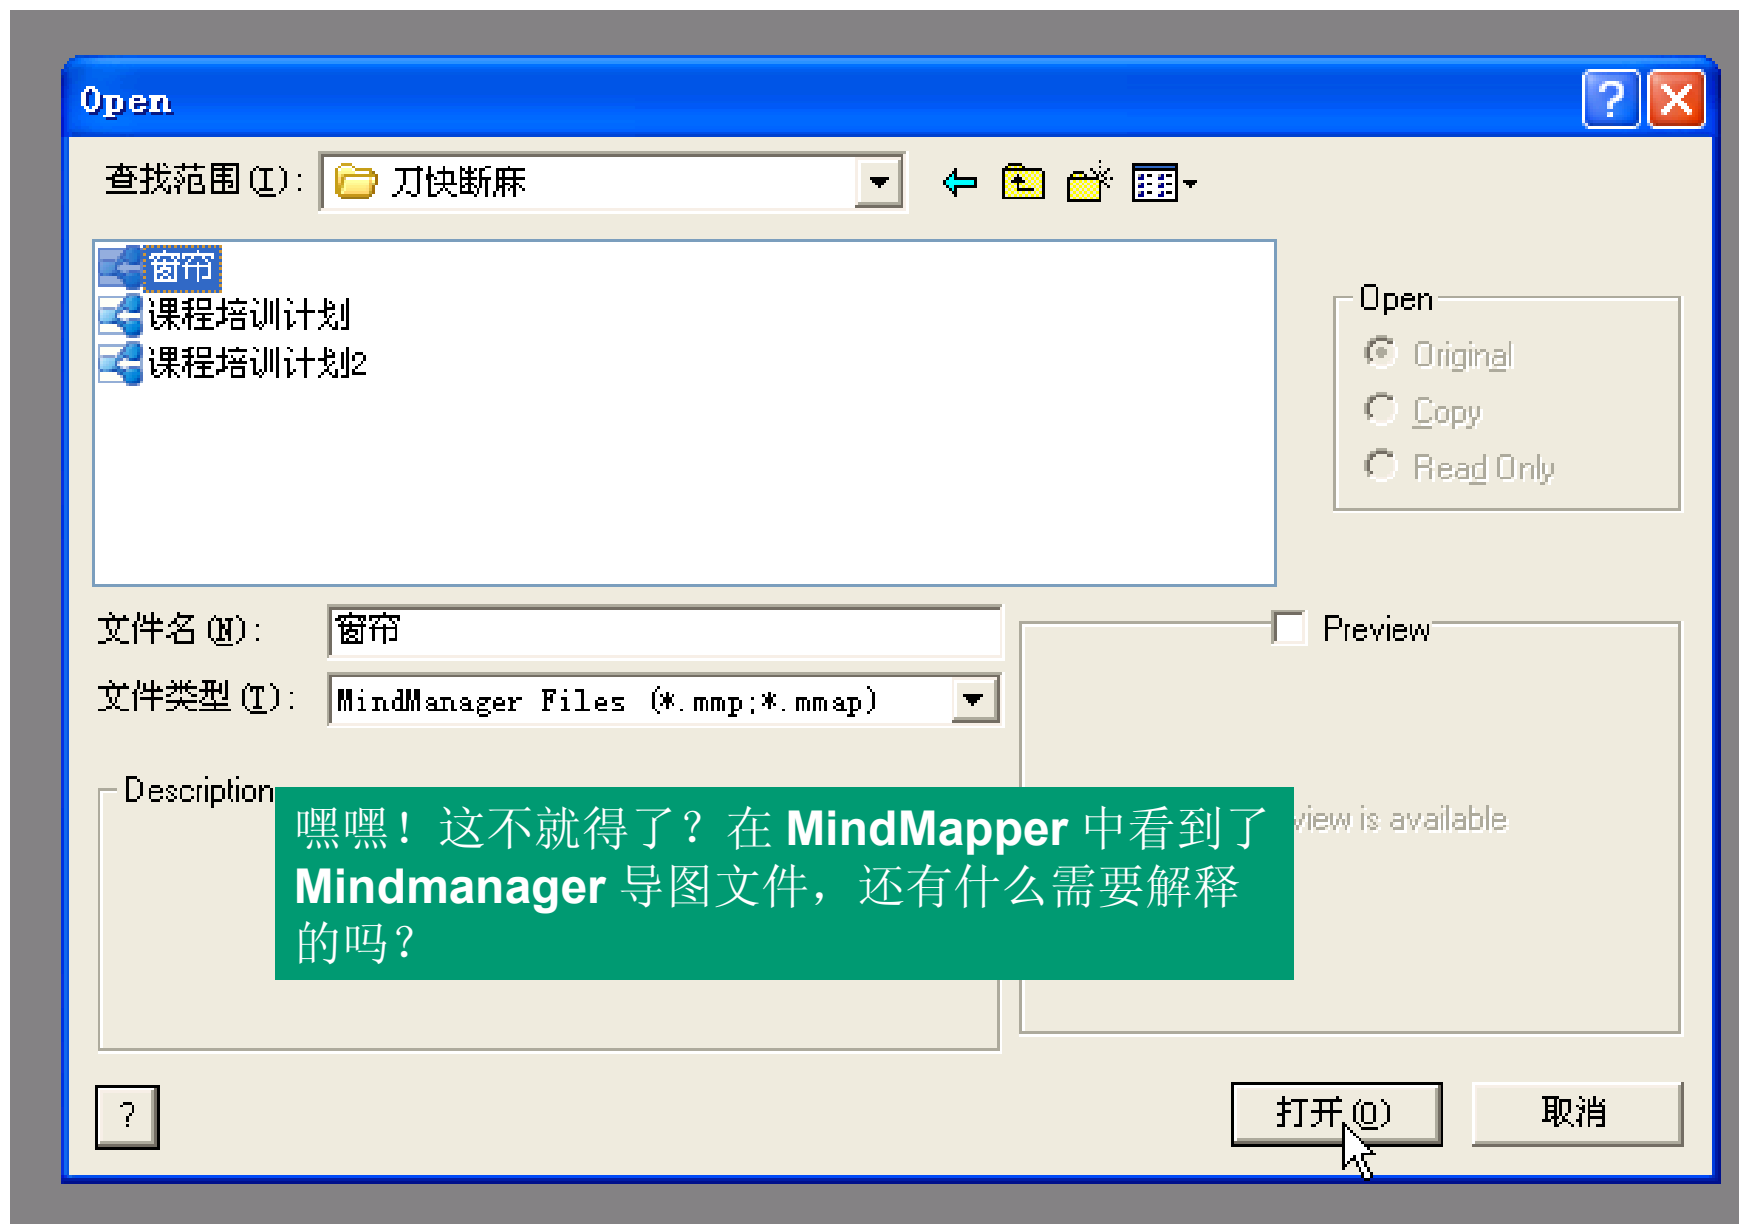 Open
查找范围(I):
刀快断麻
窗帘
课程培训计划
课程培训计划2
Open
Original
Copy
Read Only
文件名(N):
窗帘
Preview
文件类型(T):
MindManager Files (*.mmp;*.mmap)
Description
view is available
嘿嘿！这不就得了？在 MindMapper 中看到了
Mindmanager 导图文件，还有什么需要解释
的吗？
?
打开(O)
取消